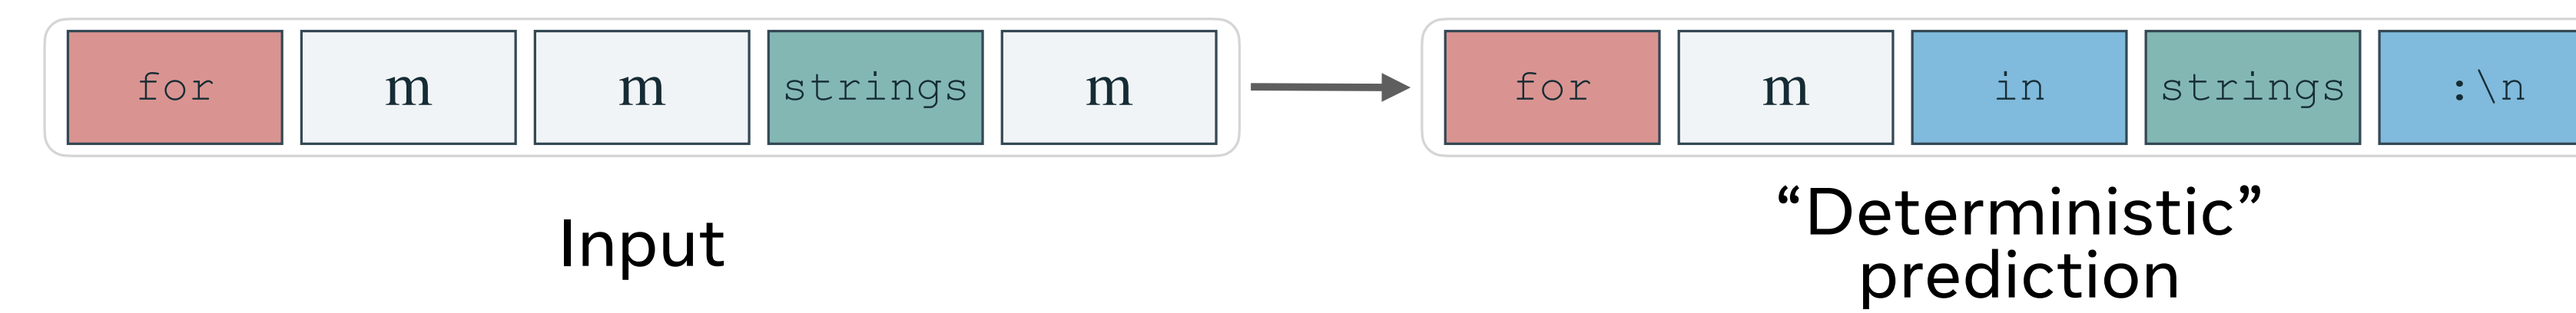 for m m strings m for m in strings :\n
Input
“Deterministic”
prediction